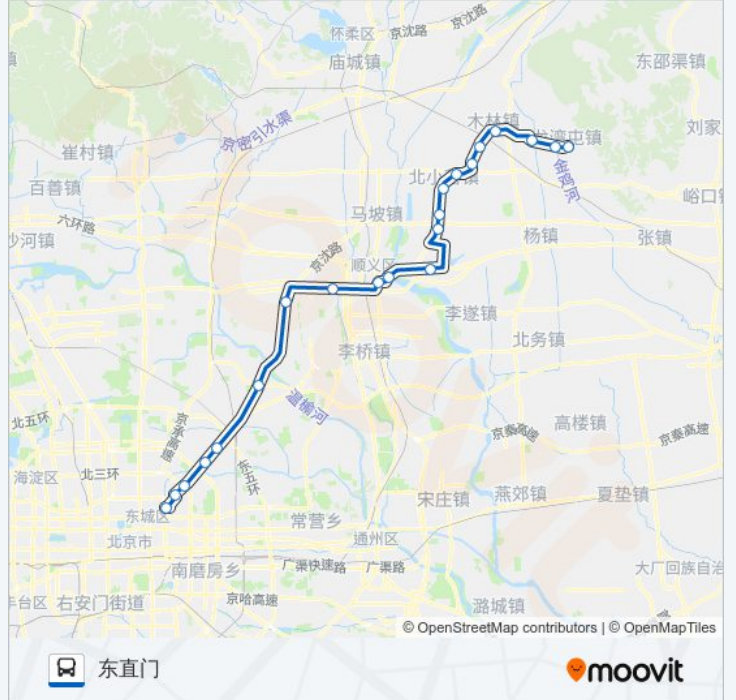 怀柔区
京沈路
京沈路
庙城镇
东邵渠镇
木林镇
龙湾屯镇
刘家
京密引水渠
崔村镇
百善镇
北小营镇
金鸡河
峪口镇
六环路
马坡镇
沙河镇
京沈路
顺义区
杨镇
张镇
李遂镇
李桥镇
北务镇
温榆河
北五环
京承高速
京秦高速
高楼镇
京秦高速
海淀区
北三环
东五环
宋庄镇
燕郊镇
夏垫镇
东城区
常营乡
北京市
通州区
南磨房乡
广渠快速路
广渠路
大厂回族自治
丰台区
右安门街道
京哈高速
潞城镇
© OpenStreetMap contributors | © OpenMapTiles
东直门
moovit